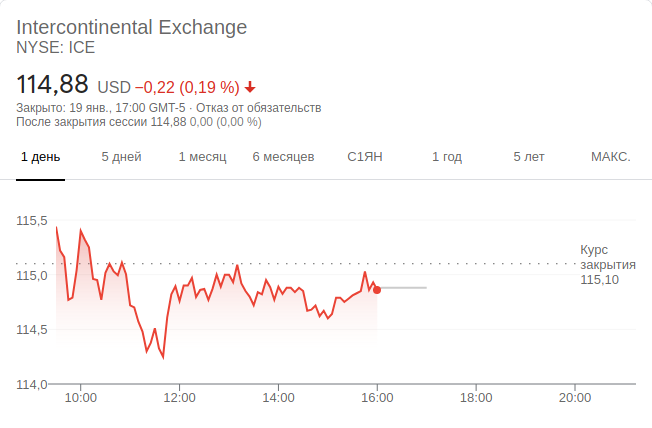 Intercontinental Exchange
NYSE: ICE
114,88 USD −0,22 (0,19 %)
Закрыто: 19 янв., 17:00 GMT-5 · Отказ от обязательств
После закрытия сессии 114,88 0,00 (0,00 %)
1 день 5 дней 1 месяц 6 месяцев С1ЯН 1 год 5 лет МАКС.
115,5
Курс
закрытия
115,10
115,0
114,5
114,0
10:00 12:00 14:00 16:00 18:00 20:00